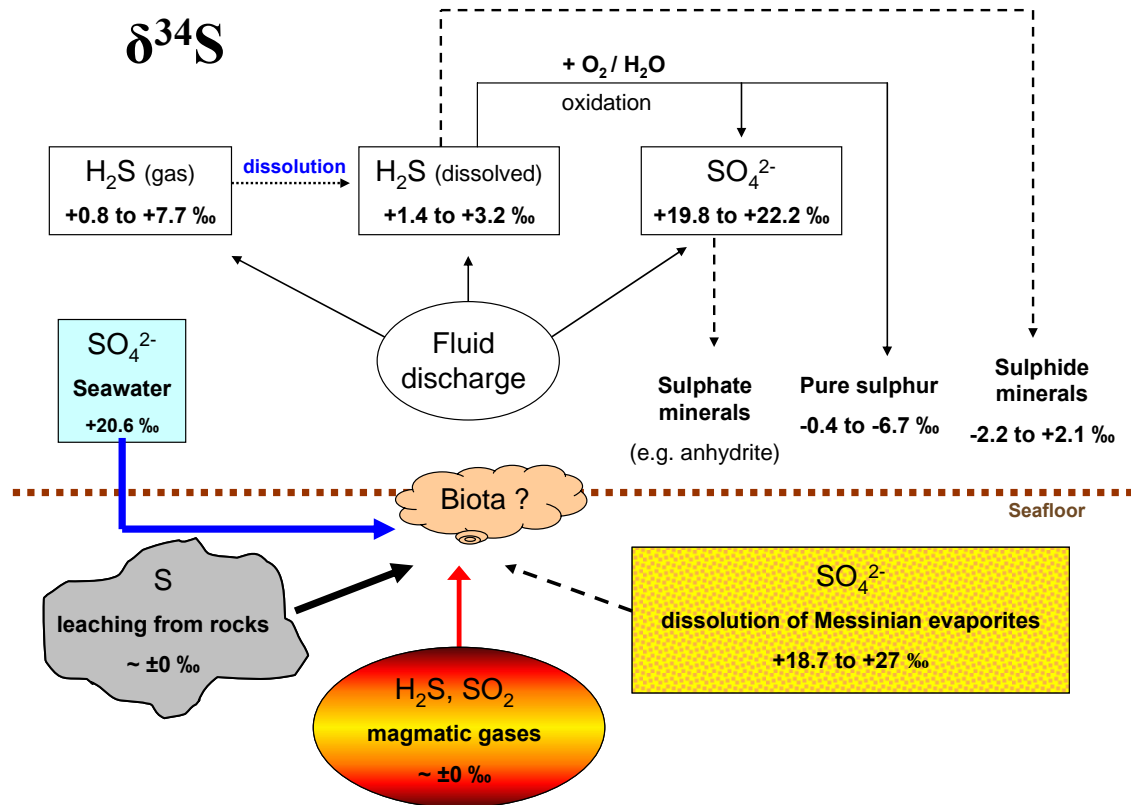 δ³⁴S
+ O₂ / H₂O
oxidation
H₂S (gas)
+0.8 to +7.7 ‰
dissolution
H₂S (dissolved)
+1.4 to +3.2 ‰
SO₄²⁻
+19.8 to +22.2 ‰
SO₄²⁻
Seawater
+20.6 ‰
Fluid
discharge
Sulphate
minerals
(e.g. anhydrite)
Pure sulphur
-0.4 to -6.7 ‰
Sulphide
minerals
-2.2 to +2.1 ‰
Biota ?
Seafloor
S
leaching from rocks
~ ±0 ‰
H₂S, SO₂
magmatic gases
~ ±0 ‰
SO₄²⁻
dissolution of Messinian evaporites
+18.7 to +27 ‰